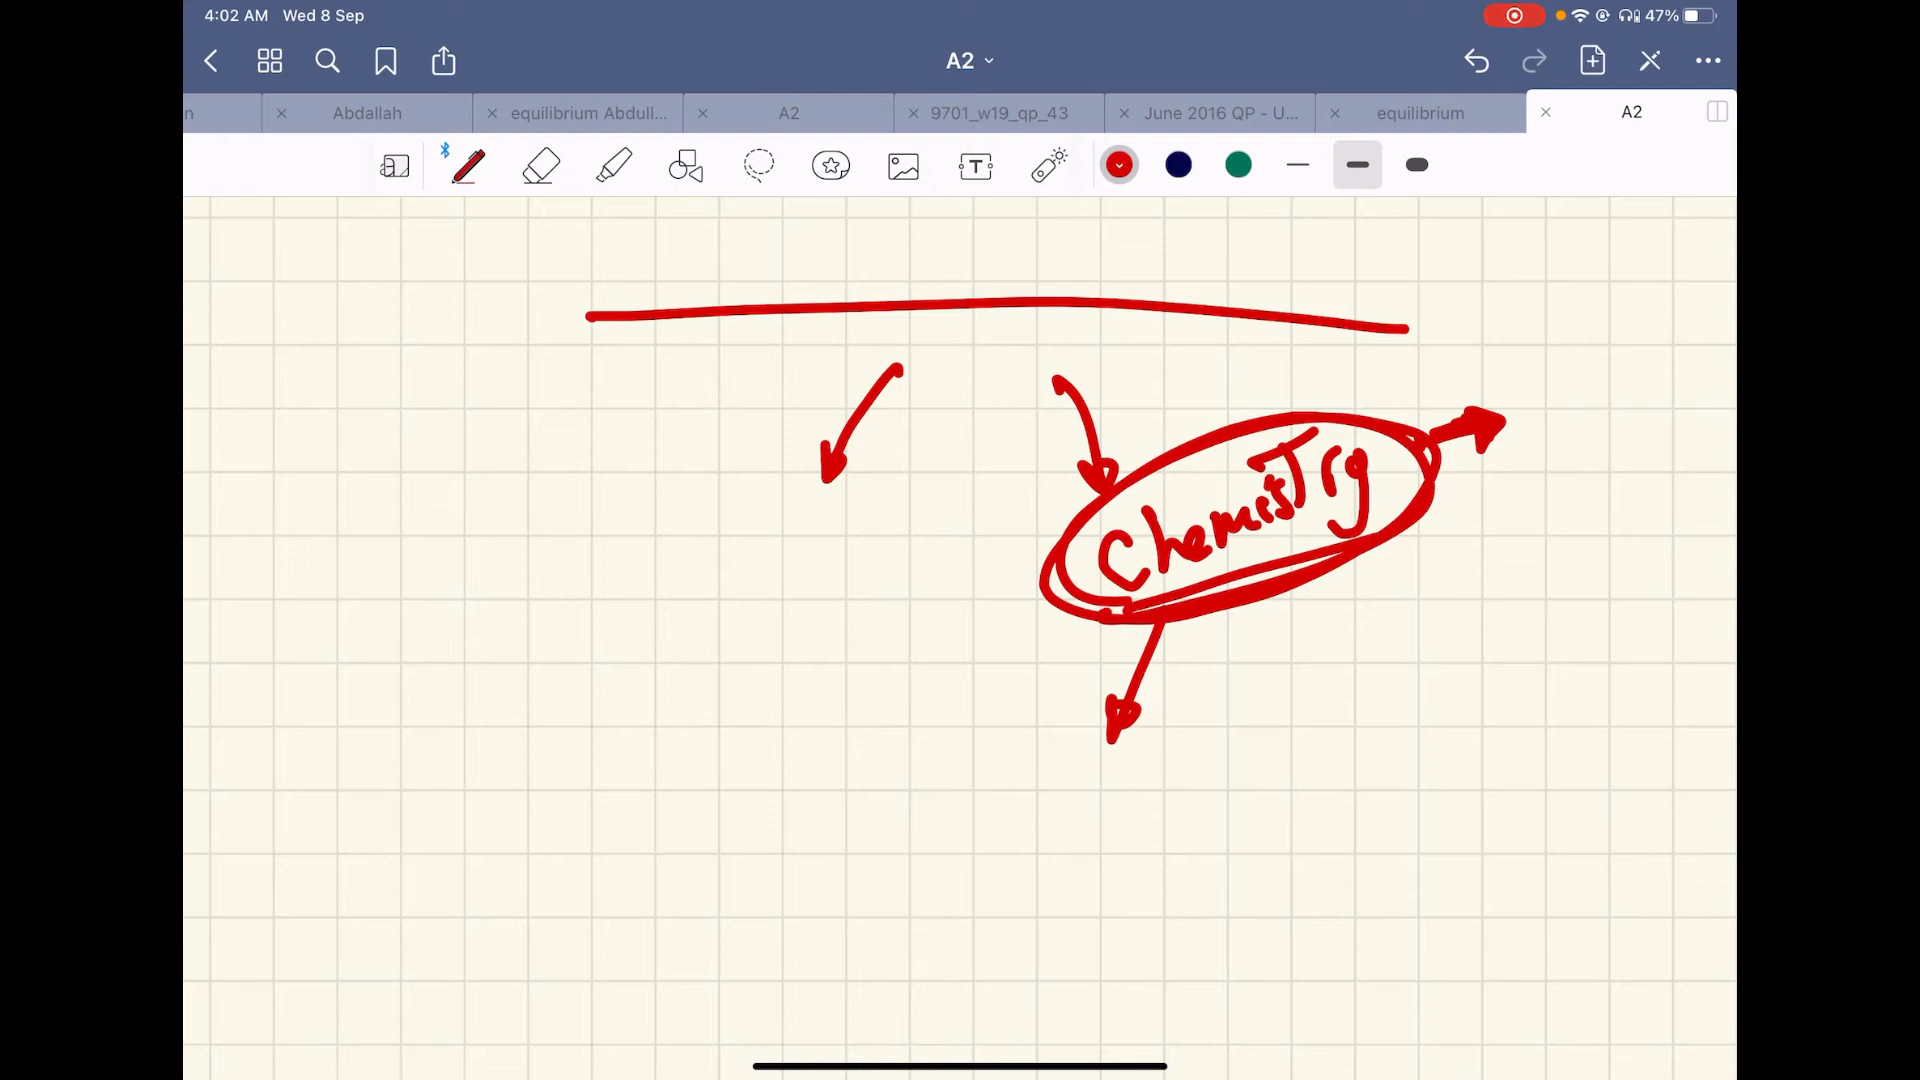 4:02 AM Wed 8 Sep
47%
A2
n
Abdallah
equilibrium Abdull...
A2
9701_w19_qp_43
June 2016 QP - U...
equilibrium
A2
T
ChemisTry